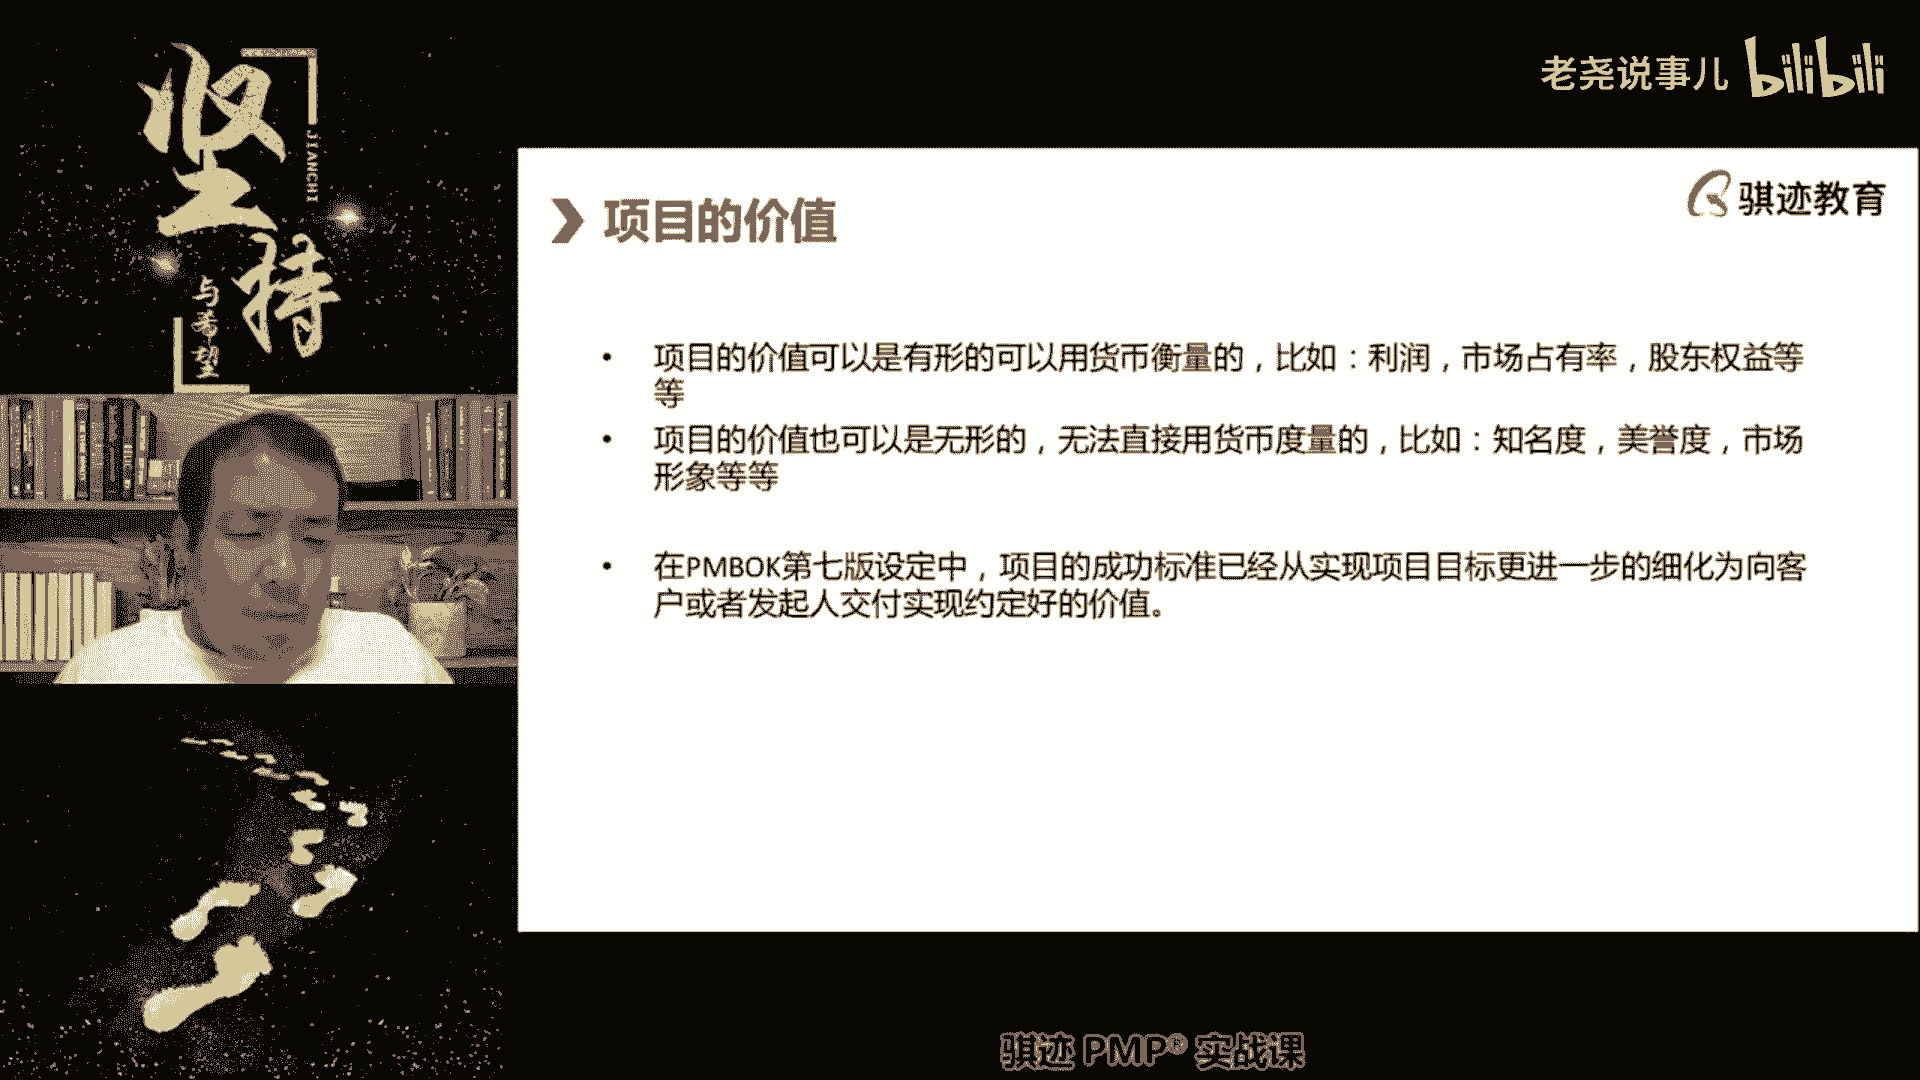 坚持
JIANCHI
与希望
老尧说事儿 bilibili
骐迹教育
项目的价值
• 项目的价值可以是有形的可以用货币衡量的，比如：利润，市场占有率，股东权益等
等
• 项目的价值也可以是无形的，无法直接用货币度量的，比如：知名度，美誉度，市场
形象等等
• 在PMBOK第七版设定中，项目的成功标准已经从实现项目目标更进一步的细化为向客
户或者发起人交付实现约定好的价值。
骐迹 PMP® 实战课